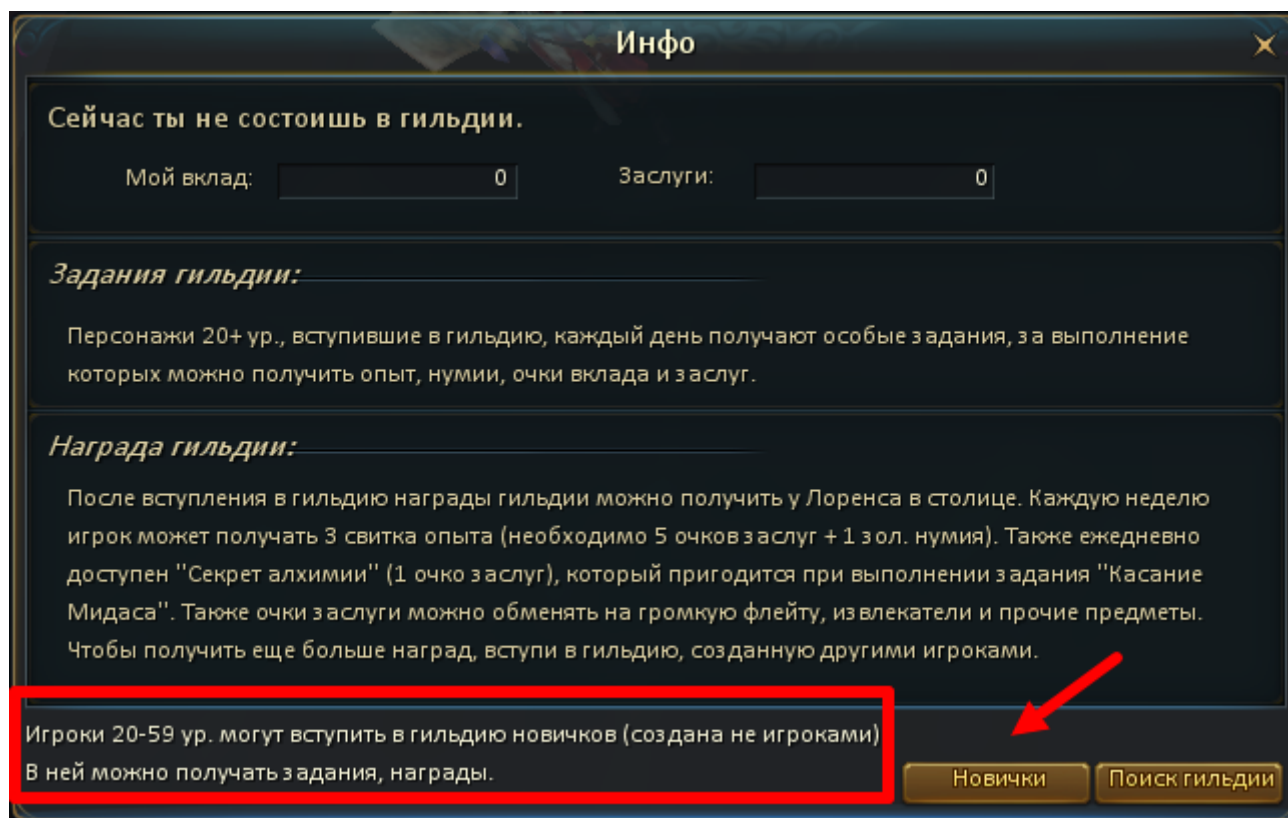 Инфо
Сейчас ты не состоишь в гильдии.
Мой вклад: 0 Заслуги: 0
Задания гильдии:
Персонажи 20+ ур., вступившие в гильдию, каждый день получают особые задания, за выполнение
которых можно получить опыт, нумии, очки вклада и заслуг.
Награда гильдии:
После вступления в гильдию награды гильдии можно получить у Лоренса в столице. Каждую неделю
игрок может получать 3 свитка опыта (необходимо 5 очков заслуг + 1 зол. нумия). Также ежедневно
доступен "Секрет алхимии" (1 очко заслуг), который пригодится при выполнении задания "Касание
Мидаса". Также очки заслуги можно обменять на громкую флейту, извлекатели и прочие предметы.
Чтобы получить еще больше наград, вступи в гильдию, созданную другими игроками.
Игроки 20-59 ур. могут вступить в гильдию новичков (создана не игроками)
В ней можно получать задания, награды.
Новички Поиск гильдии